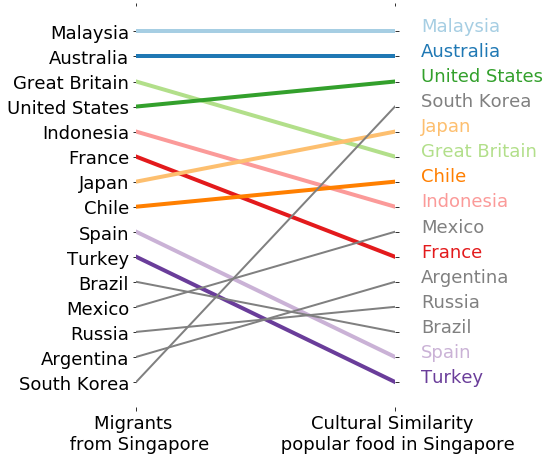 Malaysia
Australia
Great Britain
United States
Indonesia
France
Japan
Chile
Spain
Turkey
Brazil
Mexico
Russia
Argentina
South Korea
Malaysia
Australia
United States
South Korea
Japan
Great Britain
Chile
Indonesia
Mexico
France
Argentina
Russia
Brazil
Spain
Turkey
Migrants
from Singapore
Cultural Similarity
popular food in Singapore